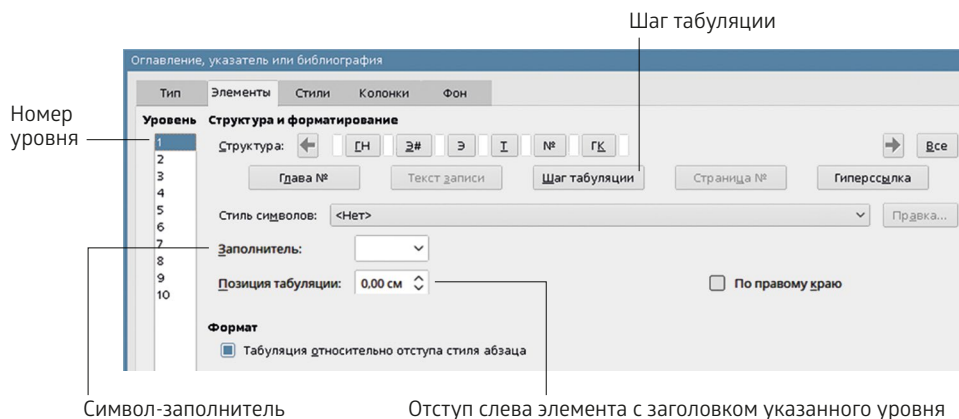 Шаг табуляции
Оглавление, указатель или библиография
Тип Элементы Стили Колонки Фон
Номер уровня
Уровень Структура и форматирование
1
2
3
4
5
6
7
8
9
10
Структура: ГН Э# Э Т № ГК Все
Глава № Текст записи Шаг табуляции Страница № Гиперссылка
Стиль символов: <Нет> Правка...
Заполнитель:
Позиция табуляции: 0,00 см По правому краю
Формат
Табуляция относительно отступа стиля абзаца
Символ-заполнитель
Отступ слева элемента с заголовком указанного уровня